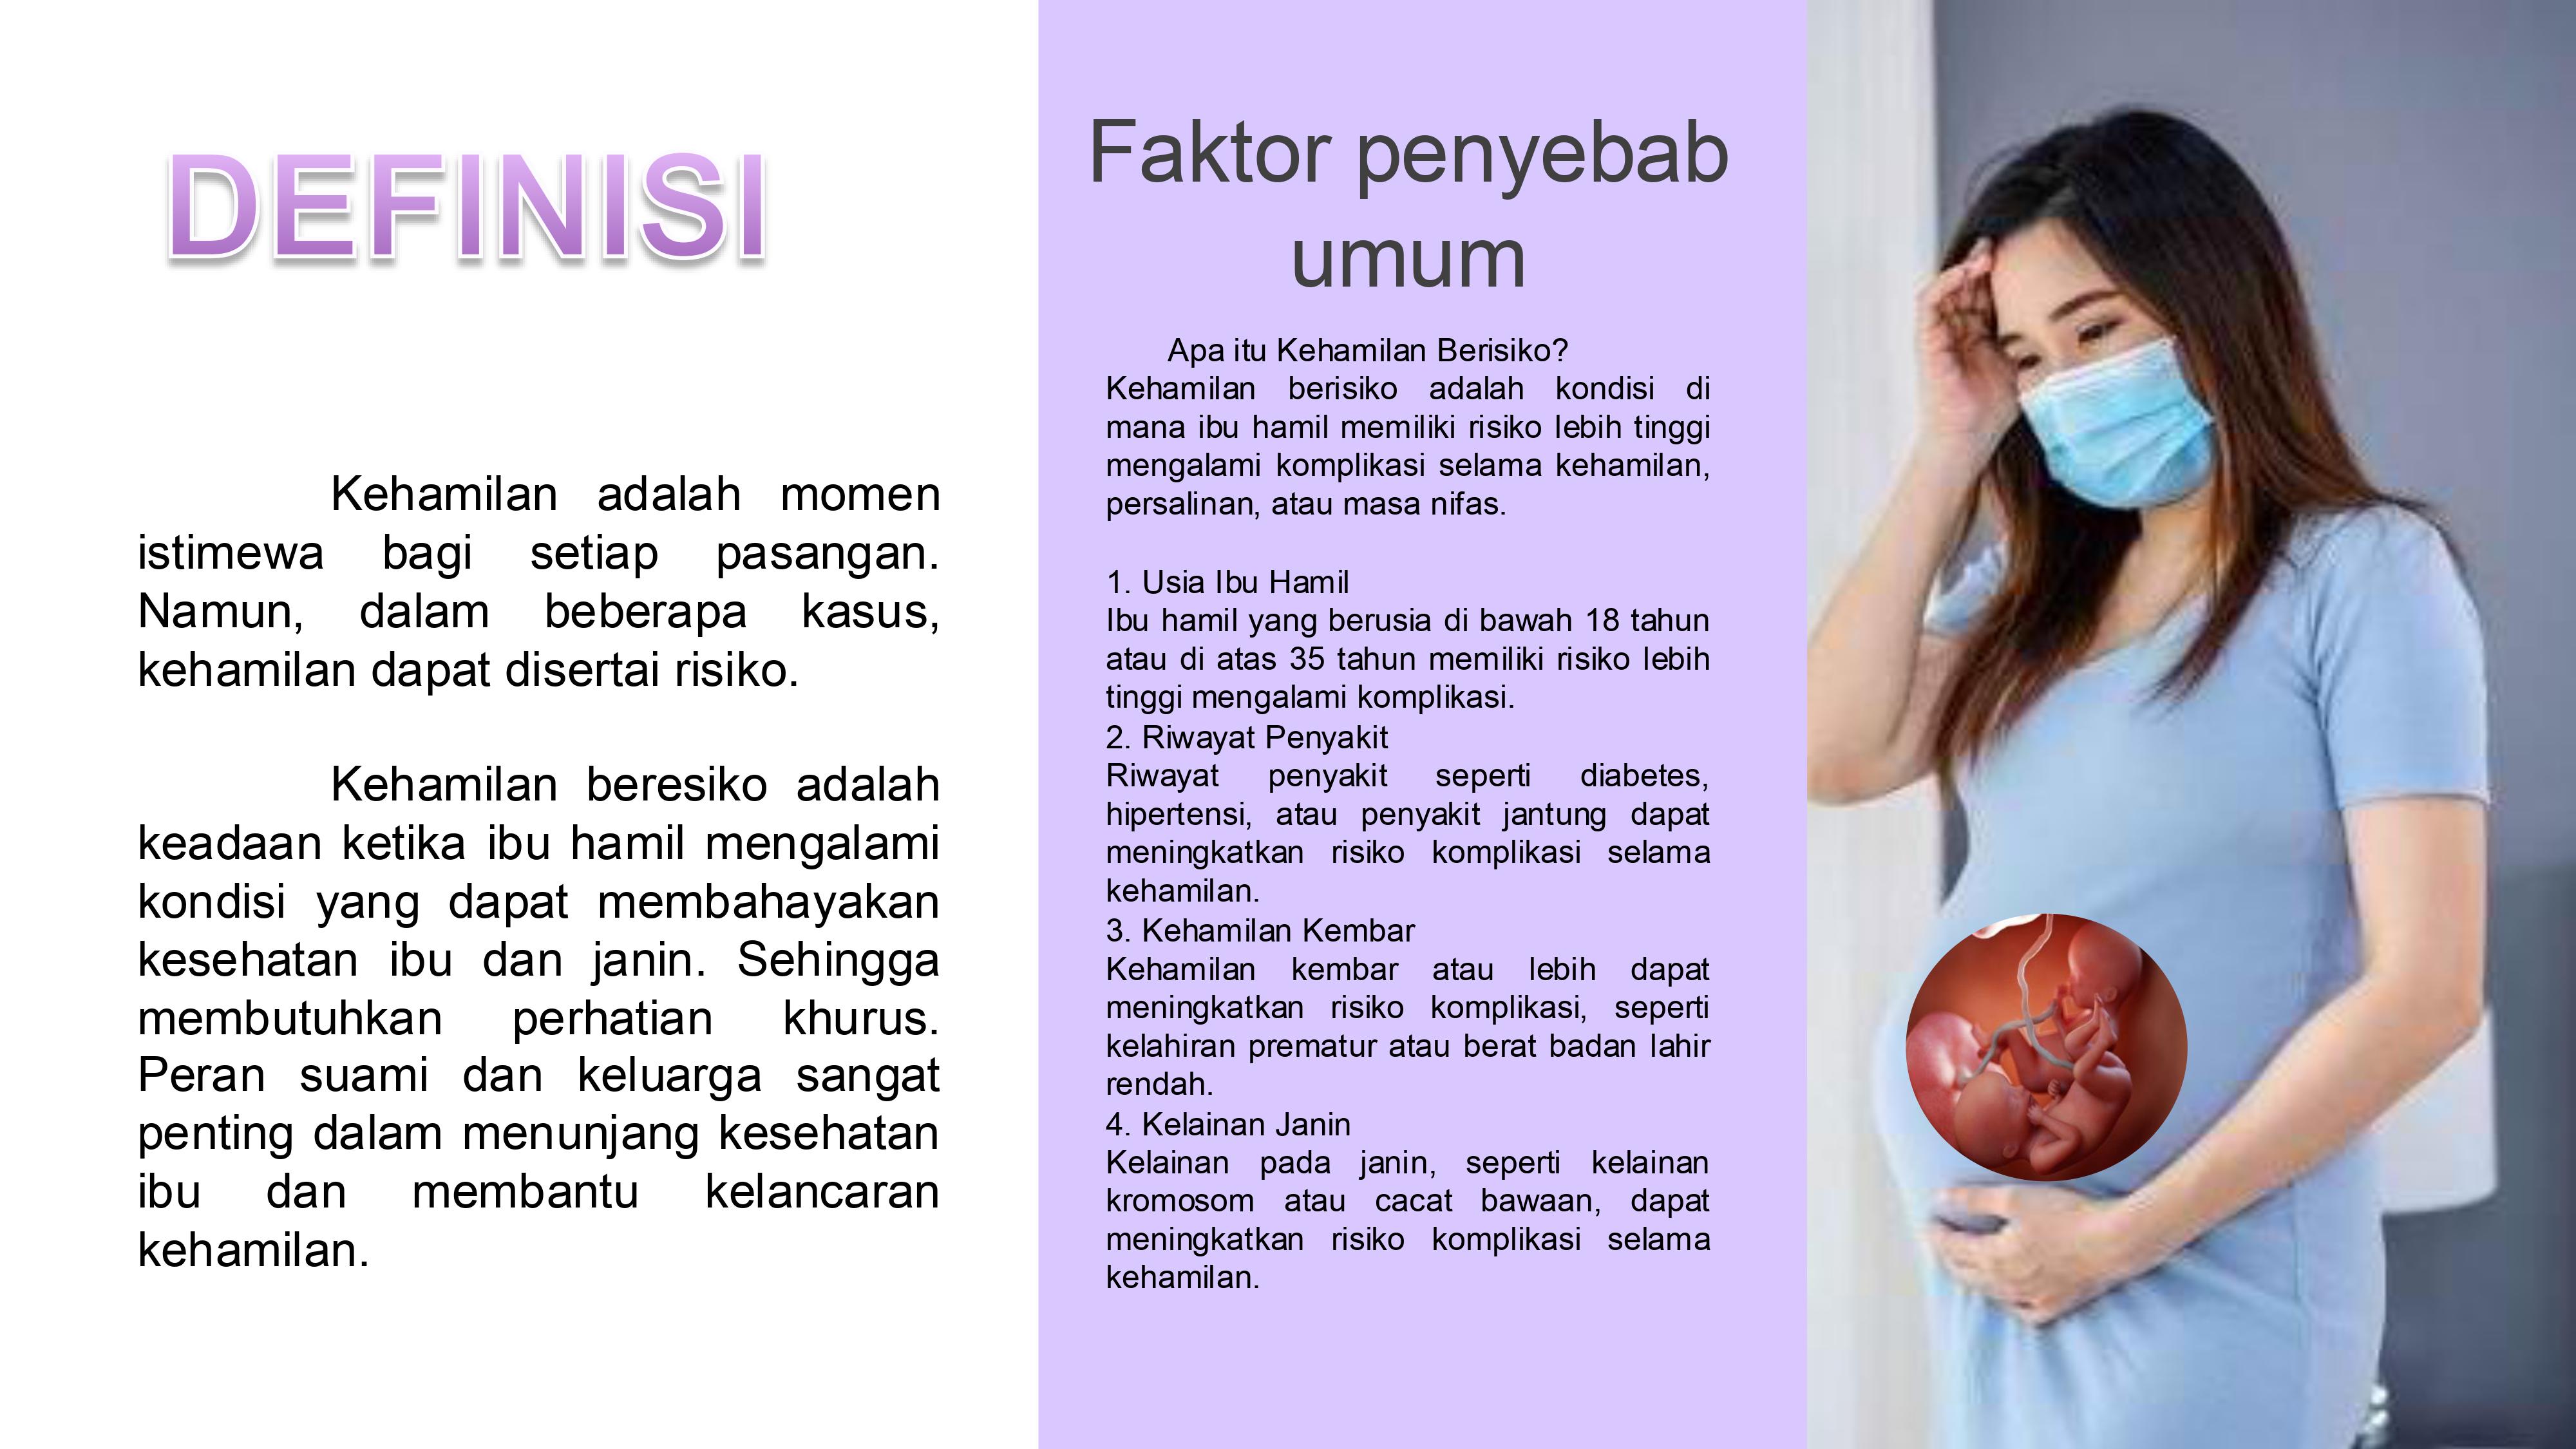 DEFINISI
Kehamilan adalah momen
istimewa bagi setiap pasangan.
Namun, dalam beberapa kasus,
kehamilan dapat disertai risiko.
Kehamilan beresiko adalah
keadaan ketika ibu hamil mengalami
kondisi yang dapat membahayakan
kesehatan ibu dan janin. Sehingga
membutuhkan perhatian khurus.
Peran suami dan keluarga sangat
penting dalam menunjang kesehatan
ibu dan membantu kelancaran
kehamilan.
Faktor penyebab
umum
Apa itu Kehamilan Berisiko?
Kehamilan berisiko adalah kondisi di
mana ibu hamil memiliki risiko lebih tinggi
mengalami komplikasi selama kehamilan,
persalinan, atau masa nifas.
1. Usia Ibu Hamil
Ibu hamil yang berusia di bawah 18 tahun
atau di atas 35 tahun memiliki risiko lebih
tinggi mengalami komplikasi.
2. Riwayat Penyakit
Riwayat penyakit seperti diabetes,
hipertensi, atau penyakit jantung dapat
meningkatkan risiko komplikasi selama
kehamilan.
3. Kehamilan Kembar
Kehamilan kembar atau lebih dapat
meningkatkan risiko komplikasi, seperti
kelahiran prematur atau berat badan lahir
rendah.
4. Kelainan Janin
Kelainan pada janin, seperti kelainan
kromosom atau cacat bawaan, dapat
meningkatkan risiko komplikasi selama
kehamilan.